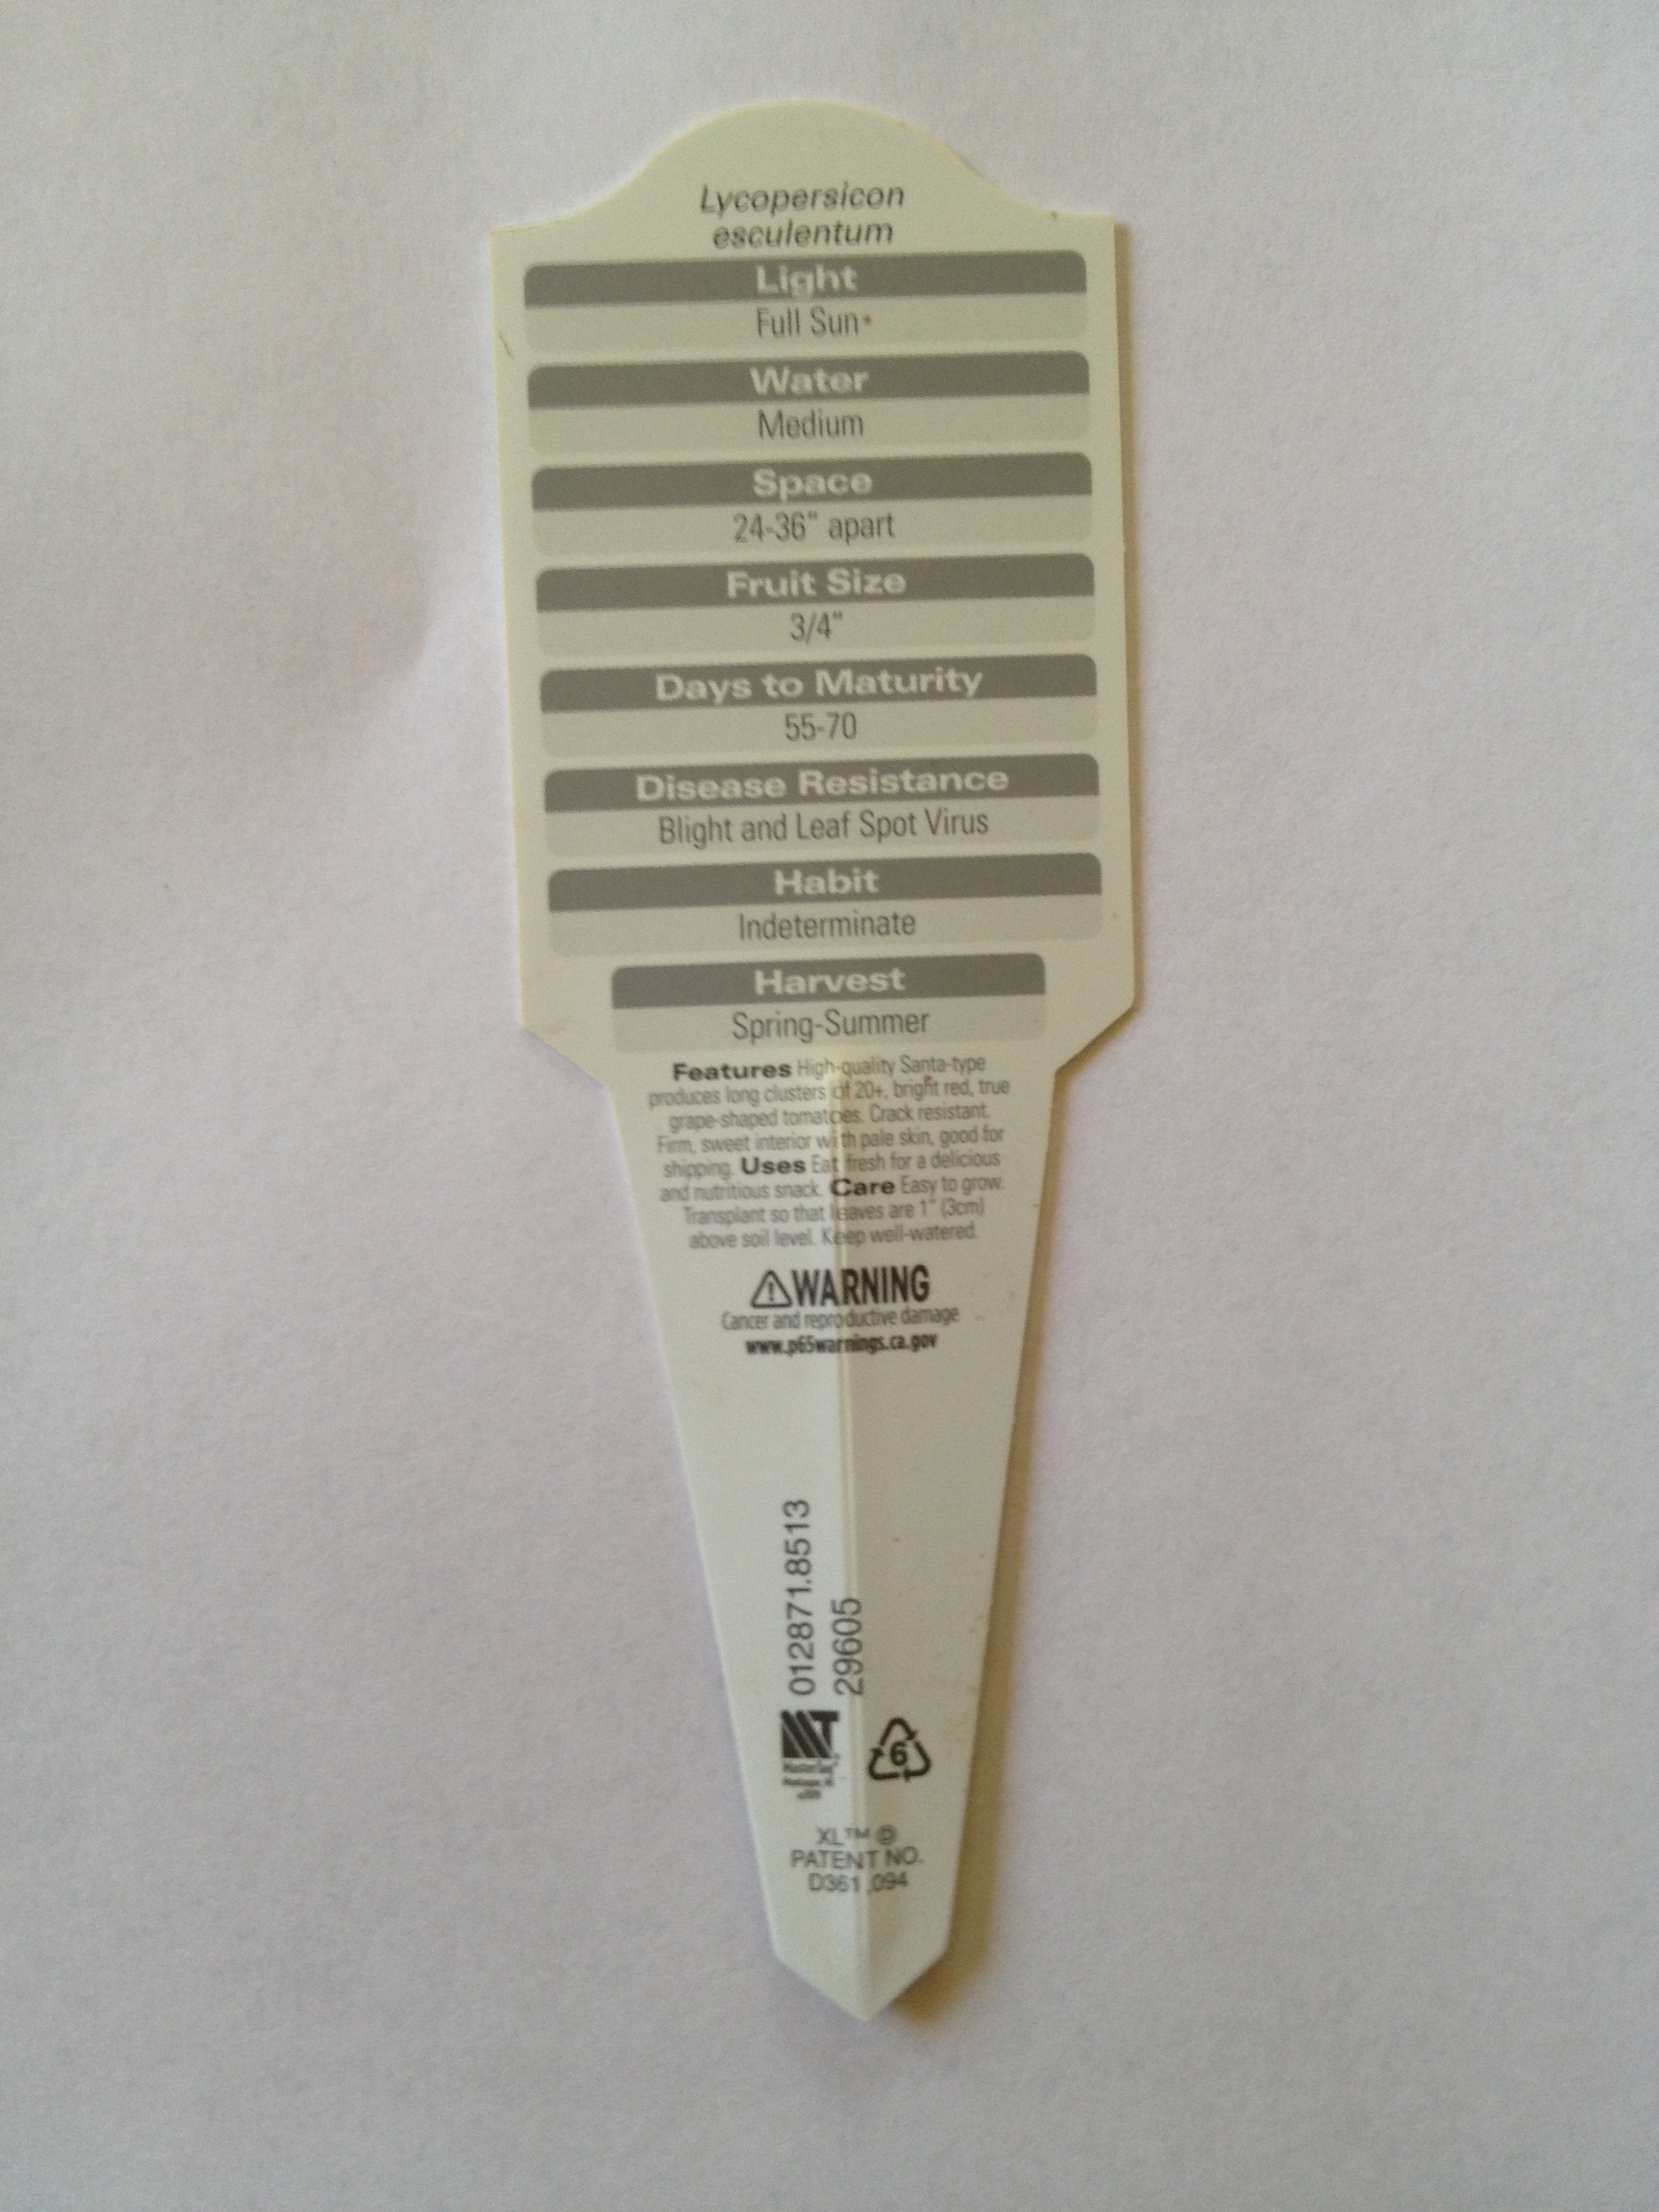 Lycopersicon
esculentum
Light
Full Sun
Water
Medium
Space
24-36" apart
Fruit Size
3/4"
Days to Maturity
55-70
Disease Resistance
Blight and Leaf Spot Virus
Habit
Indeterminate
Harvest
Spring-Summer
Features High-quality Santa-type
produces long clusters of 20+, bright red, true
grape-shaped tomatoes. Crack resistant.
Firm, sweet interior with pale skin, good for
shipping. Uses Eat fresh for a delicious
and nutritious snack. Care Easy to grow.
Transplant so that leaves are 1" (3cm)
above soil level. Keep well-watered.
WARNING
Cancer and reproductive damage
www.p65warnings.ca.gov
012871.8513
29605
MT
MasterTag
6
XL™ ©
PATENT NO.
D361,094